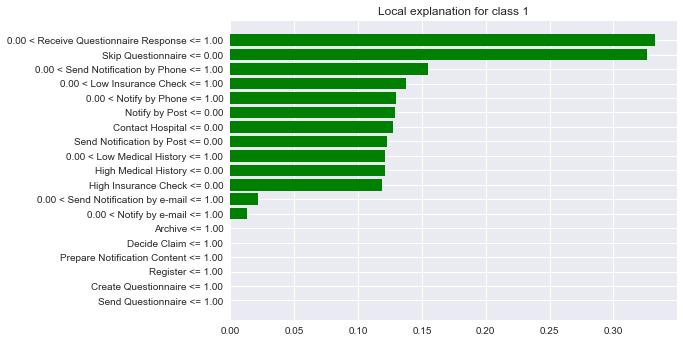 Local explanation for class 1
0.00 < Receive Questionnaire Response <= 1.00
Skip Questionnaire <= 0.00
0.00 < Send Notification by Phone <= 1.00
0.00 < Low Insurance Check <= 1.00
0.00 < Notify by Phone <= 1.00
Notify by Post <= 0.00
Contact Hospital <= 0.00
Send Notification by Post <= 0.00
0.00 < Low Medical History <= 1.00
High Medical History <= 0.00
High Insurance Check <= 0.00
0.00 < Send Notification by e-mail <= 1.00
0.00 < Notify by e-mail <= 1.00
Archive <= 1.00
Decide Claim <= 1.00
Prepare Notification Content <= 1.00
Register <= 1.00
Create Questionnaire <= 1.00
Send Questionnaire <= 1.00
0.00 0.05 0.10 0.15 0.20 0.25 0.30